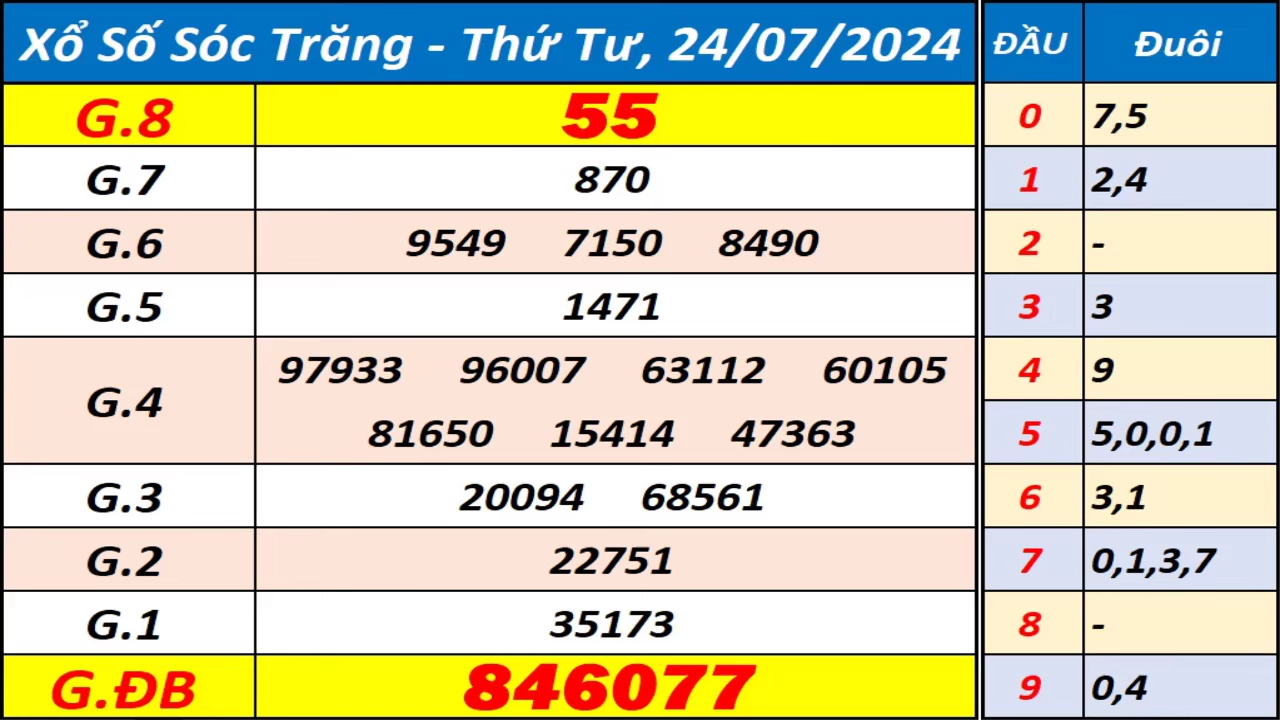 Xổ Số Sóc Trăng - Thứ Tư, 24/07/2024
G.8 55
G.7 870
G.6 9549 7150 8490
G.5 1471
G.4 97933 96007 63112 60105
81650 15414 47363
G.3 20094 68561
G.2 22751
G.1 35173
G.ĐB 846077
ĐẦU Đuôi
0 7,5
1 2,4
2 -
3 3
4 9
5 5,0,0,1
6 3,1
7 0,1,3,7
8 -
9 0,4